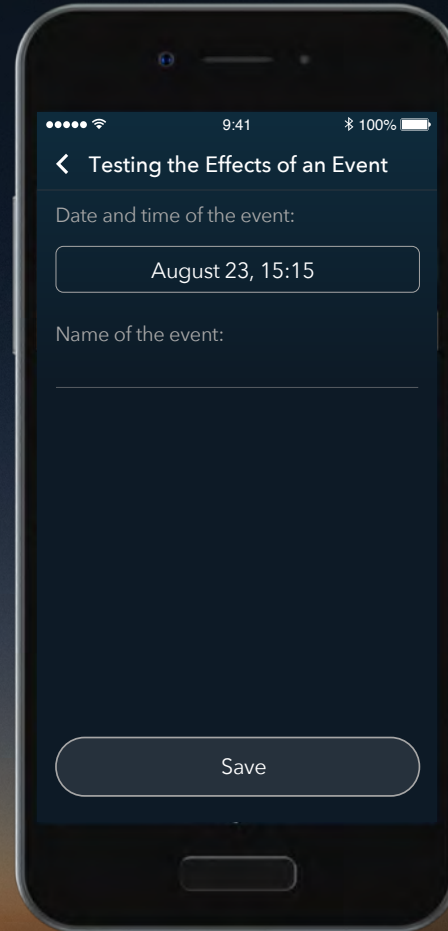 9:41 100%
Testing the Effects of an Event
Date and time of the event:
August 23, 15:15
Name of the event:
Save